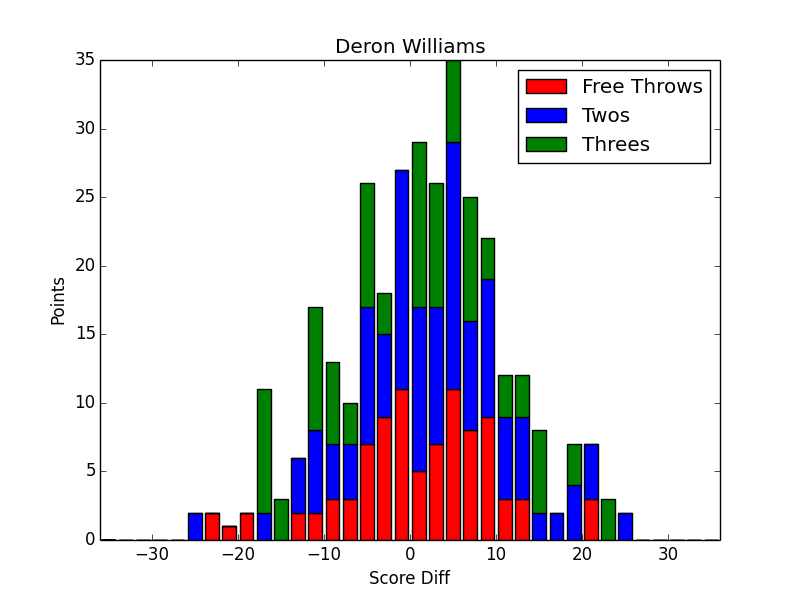 Deron Williams
Free Throws
Twos
Threes
35
30
25
20
15
10
5
0
Points
−30 −20 −10 0 10 20 30
Score Diff